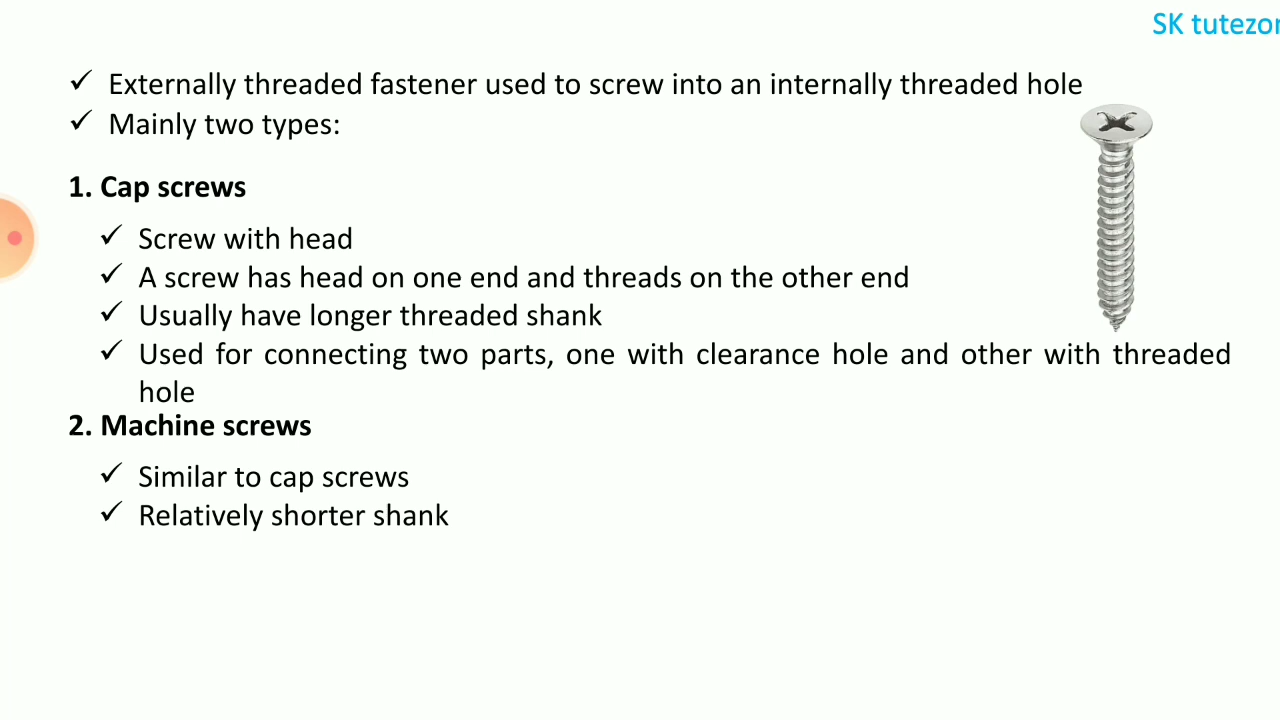 SK tutezor
✓ Externally threaded fastener used to screw into an internally threaded hole
✓ Mainly two types:
1. Cap screws
✓ Screw with head
✓ A screw has head on one end and threads on the other end
✓ Usually have longer threaded shank
✓ Used for connecting two parts, one with clearance hole and other with threaded
hole
2. Machine screws
✓ Similar to cap screws
✓ Relatively shorter shank